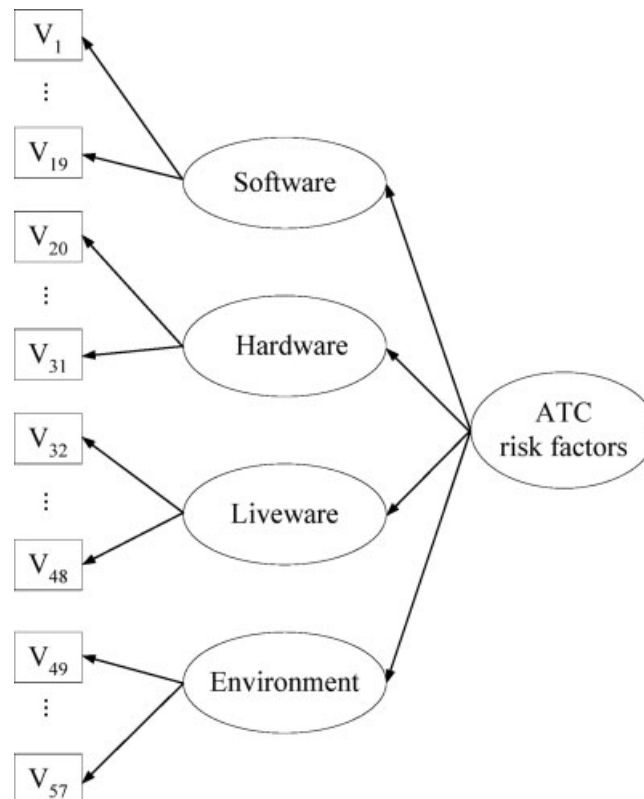 V1
⋮
V19
Software
V20
⋮
V31
Hardware
ATC
risk factors
V32
⋮
V48
Liveware
V49
⋮
V57
Environment